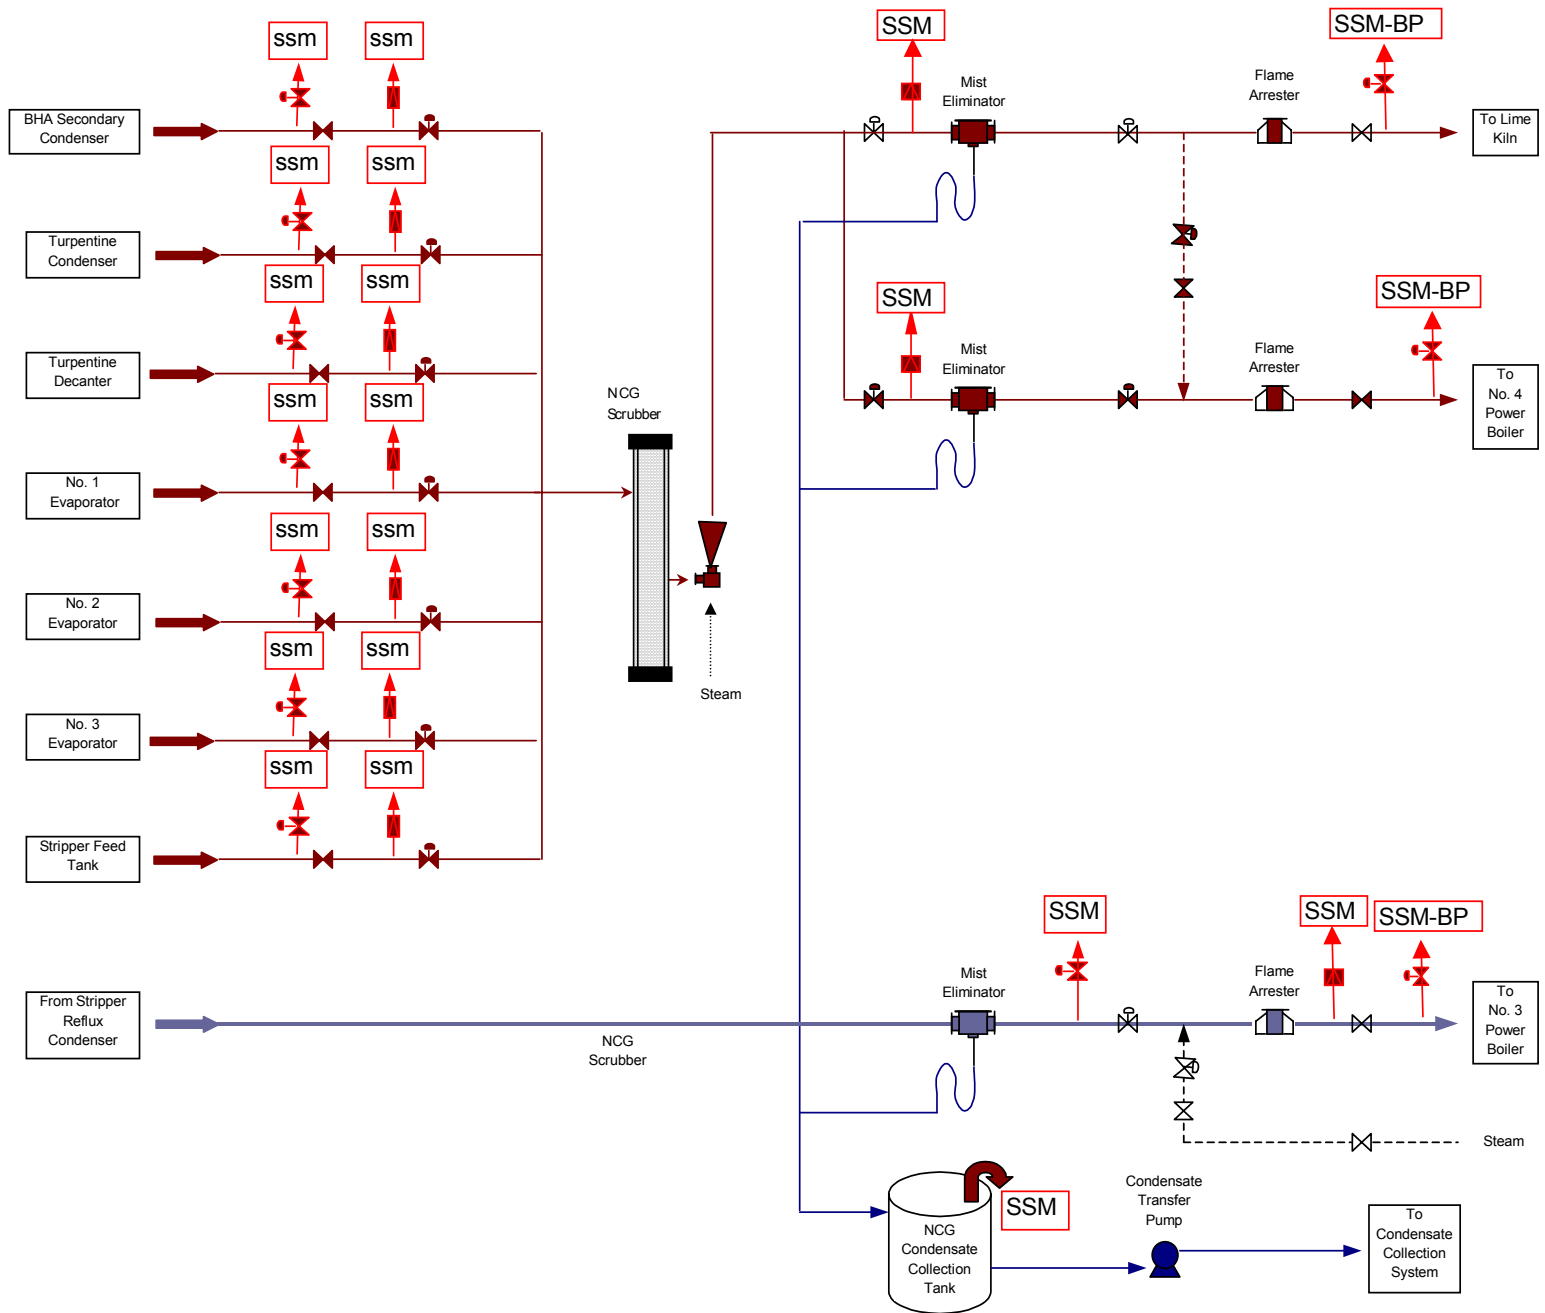 ssm
ssm
SSM
SSM-BP
BHA Secondary
Condenser
Mist
Eliminator
Flame
Arrester
To Lime
Kiln
ssm
ssm
Turpentine
Condenser
ssm
ssm
SSM
SSM-BP
Turpentine
Decanter
Mist
Eliminator
Flame
Arrester
To
No. 4
Power
Boiler
ssm
ssm
NCG
Scrubber
No. 1
Evaporator
ssm
ssm
No. 2
Evaporator
ssm
ssm
Steam
No. 3
Evaporator
ssm
ssm
Stripper Feed
Tank
SSM
SSM
SSM-BP
From Stripper
Reflux
Condenser
NCG
Scrubber
Mist
Eliminator
Flame
Arrester
To
No. 3
Power
Boiler
Steam
SSM
NCG
Condensate
Collection
Tank
Condensate
Transfer
Pump
To
Condensate
Collection
System